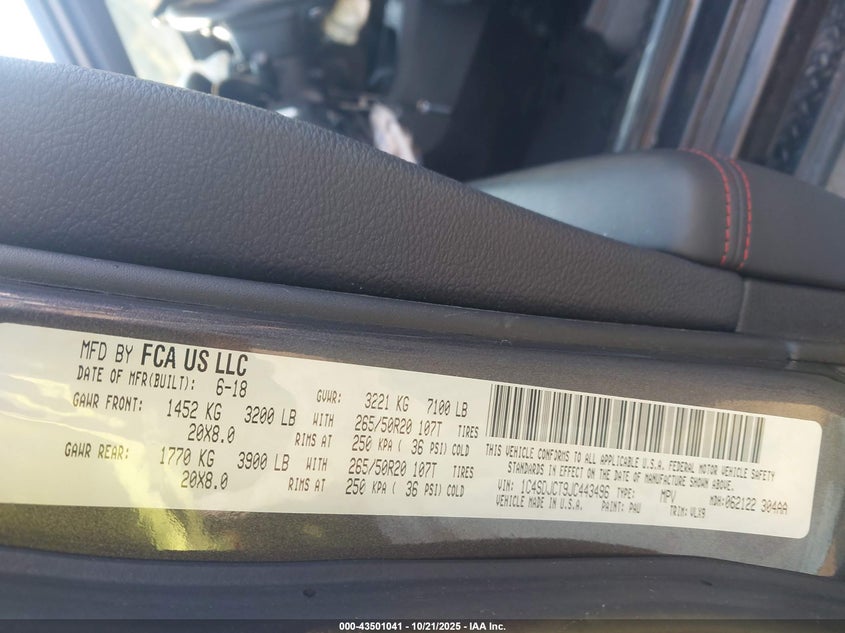 MFD BY FCA US LLC
DATE OF MFR(BUILT): 6-18 GVWR: 3221 KG 7100 LB
GAWR FRONT: 1452 KG 3200 LB WITH 265/50R20 107T TIRES
20X8.0 RIMS AT 250 KPA ( 36 PSI) COLD
GAWR REAR: 1770 KG 3900 LB WITH 265/50R20 107T TIRES
20X8.0 RIMS AT 250 KPA ( 36 PSI) COLD
THIS VEHICLE CONFORMS TO ALL APPLICABLE U.S.A. FEDERAL MOTOR VEHICLE SAFETY
STANDARDS IN EFFECT ON THE DATE OF MANUFACTURE SHOWN ABOVE.
VIN: 1C4SDJCT9JC443496 TYPE: MPV MDH: 062122 304AA
VEHICLE MADE IN U.S.A. PAINT: PAU TRIM: VLX9
000-43501041 - 10/21/2025 - IAA Inc.